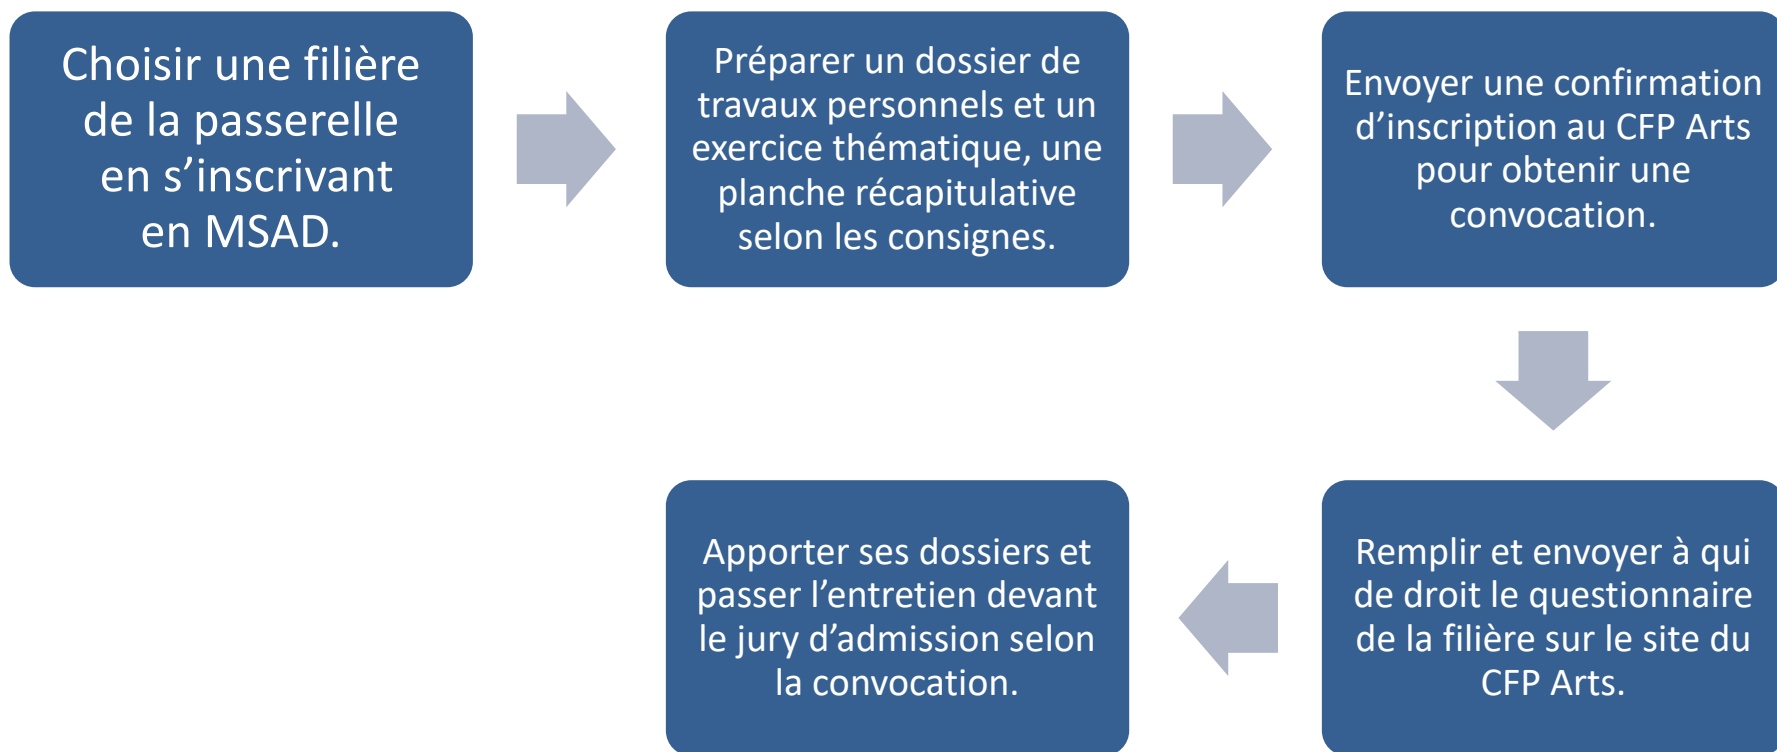 Choisir une filière
de la passerelle
en s’inscrivant
en MSAD.
Préparer un dossier de
travaux personnels et un
exercice thématique, une
planche récapitulative
selon les consignes.
Envoyer une confirmation
d’inscription au CFP Arts
pour obtenir une
convocation.
Remplir et envoyer à qui
de droit le questionnaire
de la filière sur le site du
CFP Arts.
Apporter ses dossiers et
passer l’entretien devant
le jury d’admission selon
la convocation.